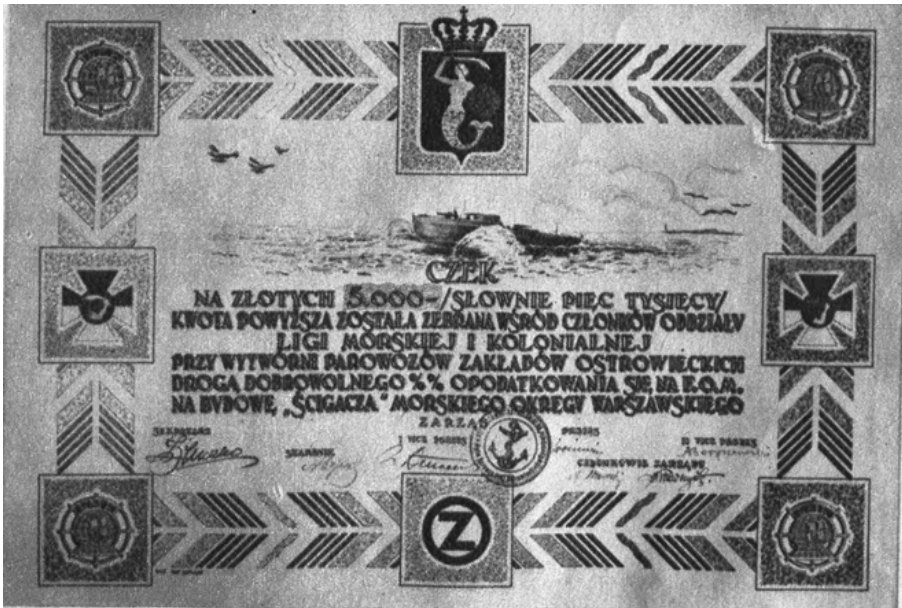 CZEK
NA ZŁOTYCH 5.000-/SŁOWNIE PIĘC TYSIĘCY/
KWOTA POWYŻSZA ZOSTAŁA ZEBRANA WŚRÓD CZŁONKÓW ODDZIAŁU
LIGI MORSKIEJ I KOLONIALNEJ
PRZY WYTWÓRNI PAROWOZÓW ZAKŁADÓW OSTROWIECKICH
DROGĄ DOBROWOLNEGO %% OPODATKOWANIA SIĘ NA F.O.M.
NA BUDOWĘ „ŚCIGACZA" MORSKIEGO OKRĘGU WARSZAWSKIEGO
ZARZĄD
SEKRETARZ
SKARBNIK
I VICE PREZES
PREZES
II VICE PREZES
CZŁONKOWIE ZARZĄDU
Z